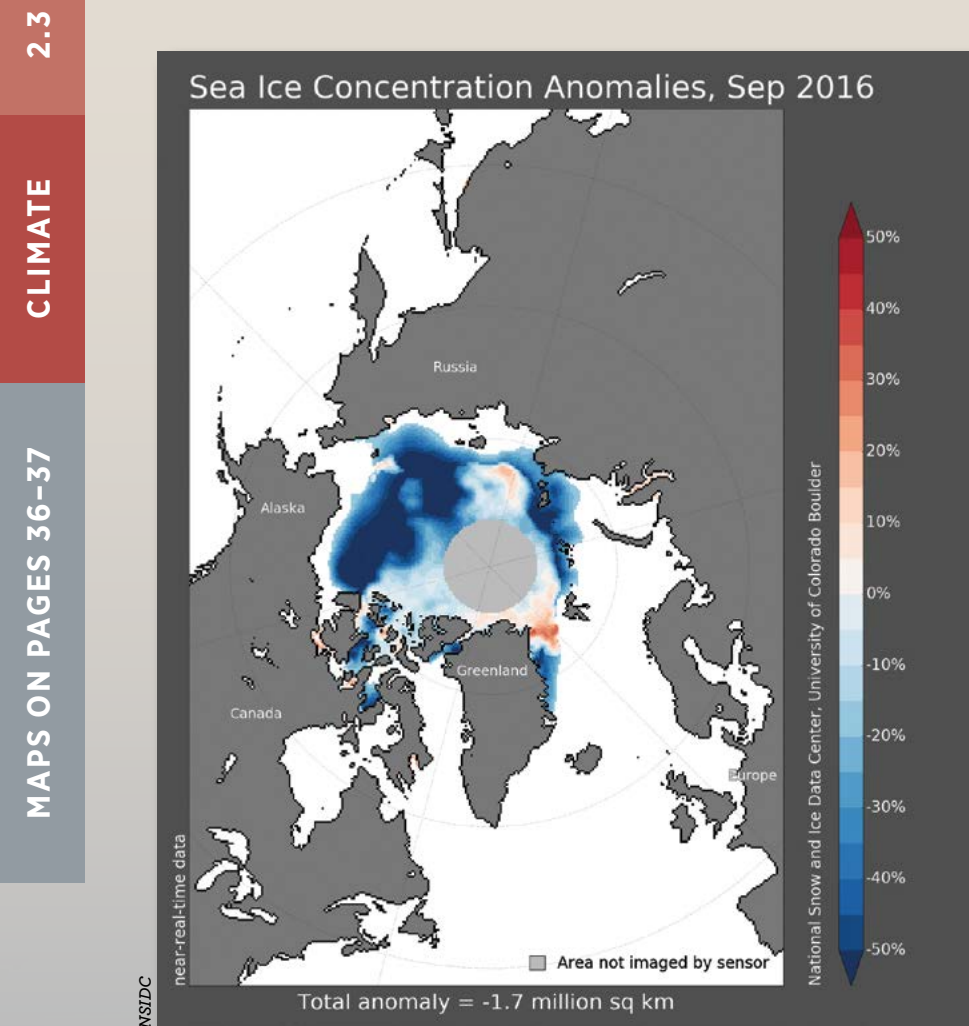 2.3
CLIMATE
MAPS ON PAGES 36–37
Sea Ice Concentration Anomalies, Sep 2016
Russia
Alaska
Canada
Greenland
Europe
50%
40%
30%
20%
10%
0%
-10%
-20%
-30%
-40%
-50%
National Snow and Ice Data Center, University of Colorado Boulder
near-real-time data
Area not imaged by sensor
Total anomaly = -1.7 million sq km
NSIDC